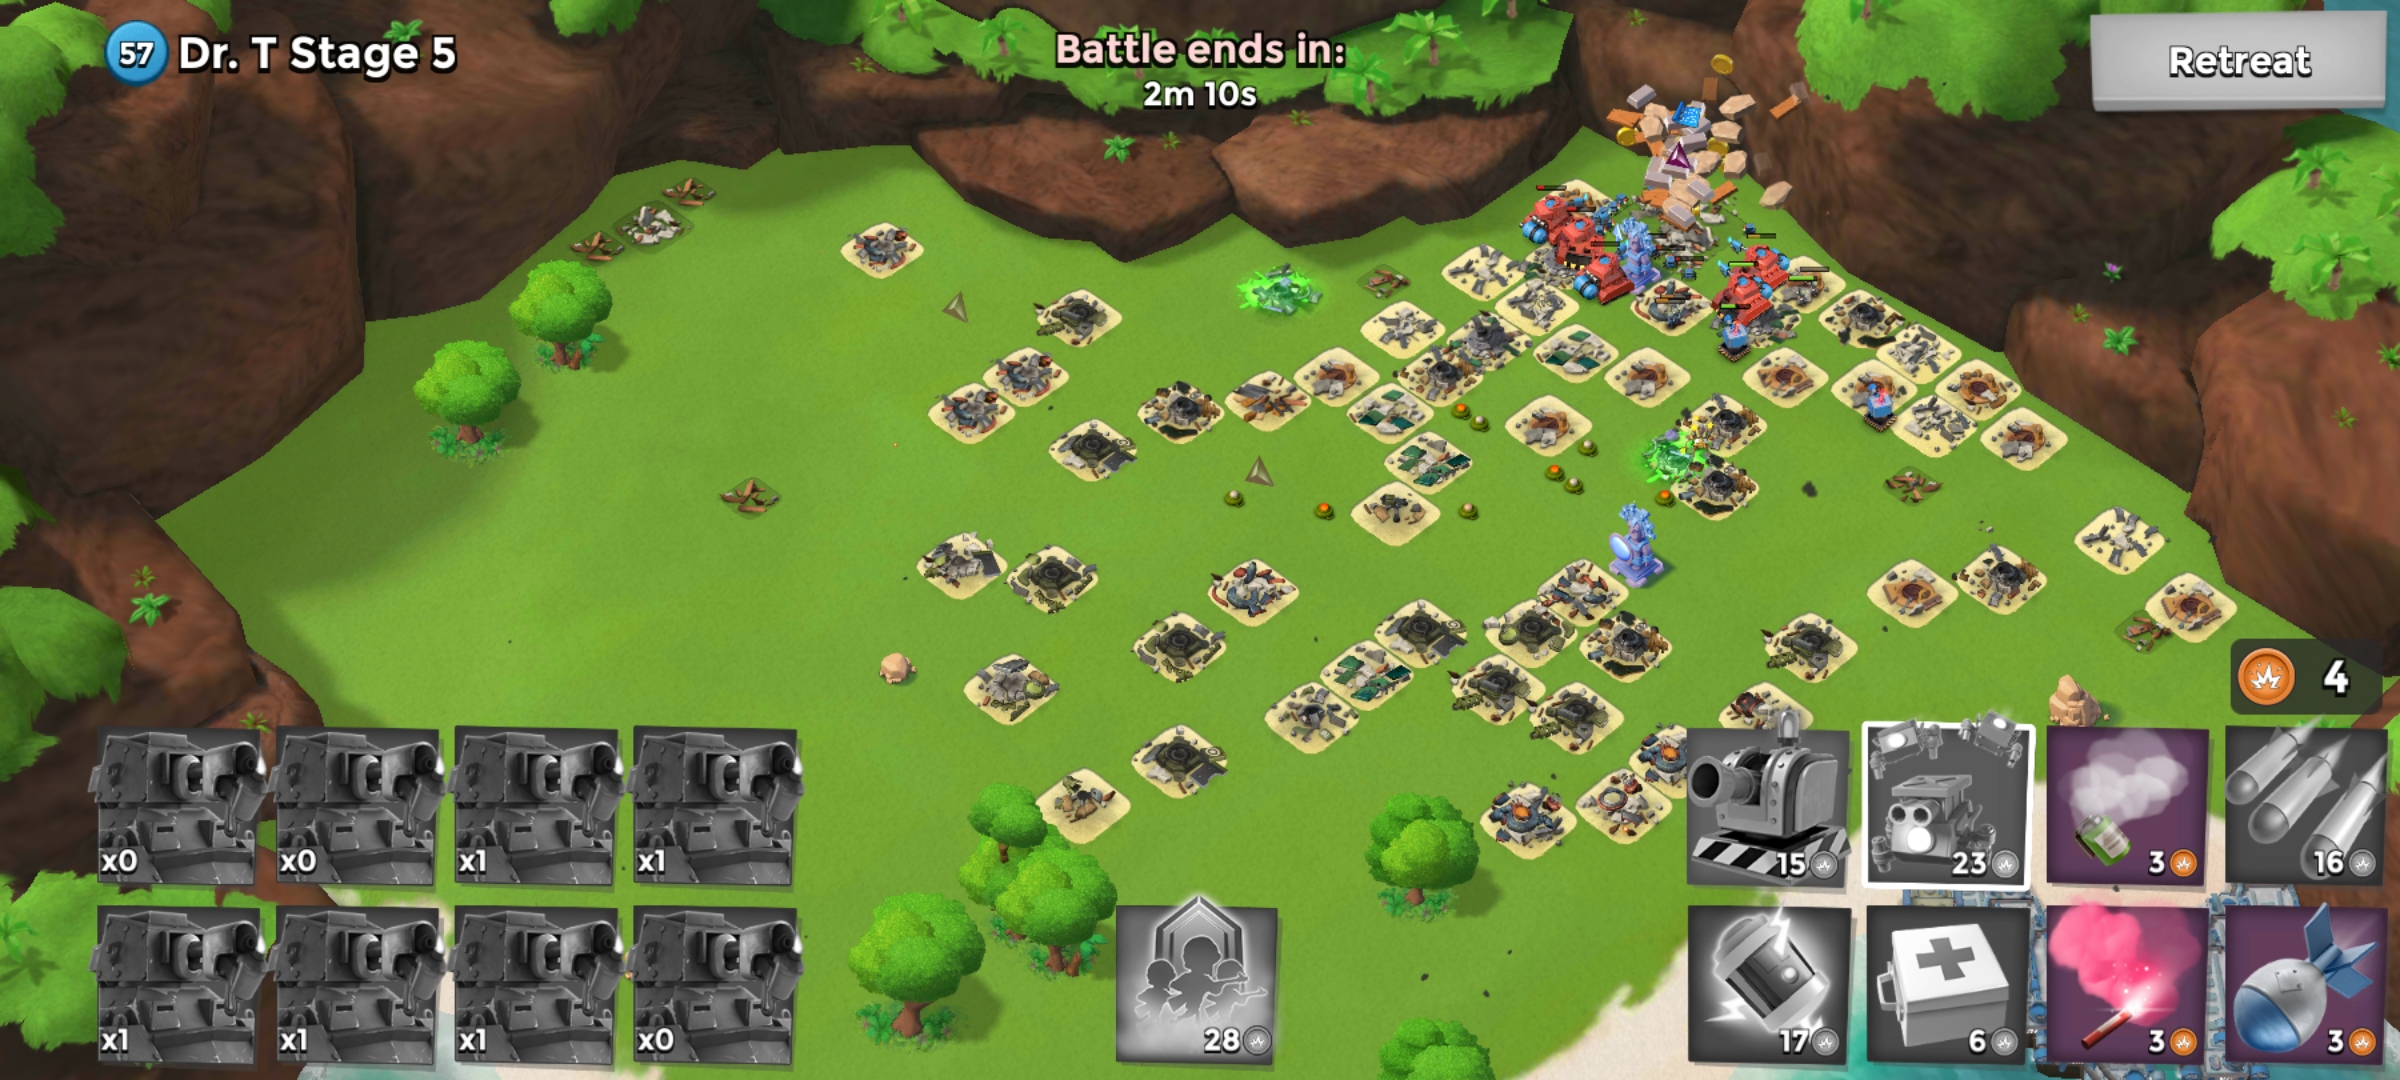 57 Dr. T Stage 5
Battle ends in:
2m 10s
Retreat
4
x0
x0
x1
x1
15
23
3
16
x1
x1
x1
x0
28
17
6
3
3